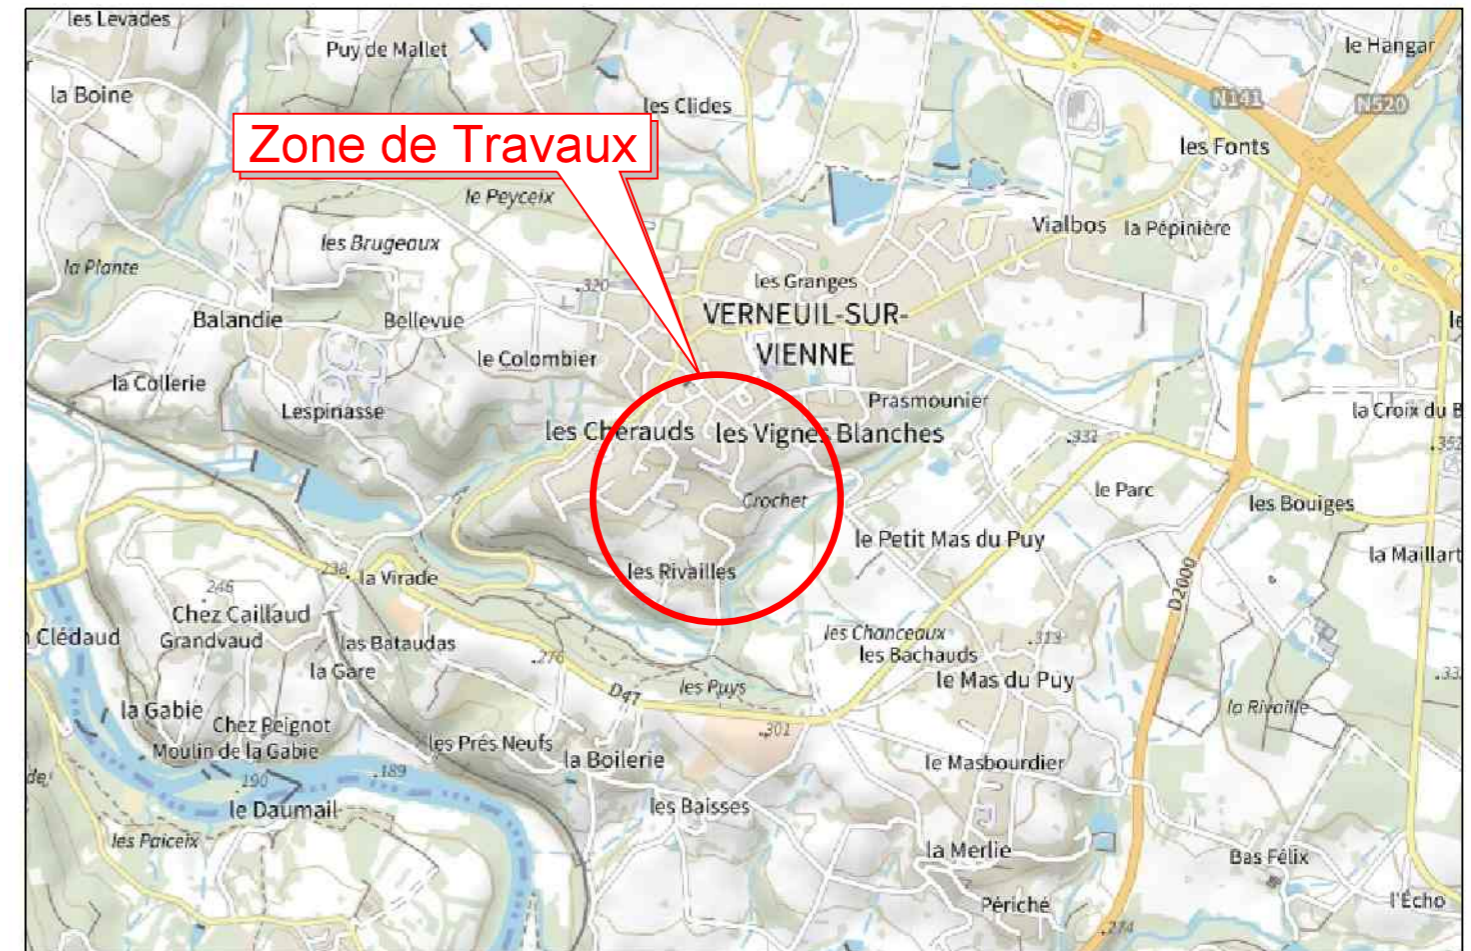 les Levades
Puy de Mallet
le Hangar
la Boine
les Clides
N141
N520
Zone de Travaux
les Fonts
le Peyceix
Vialbos
la Pépinière
les Brugeaux
la Plante
les Granges
.320
VERNEUIL-SUR-
VIENNE
Balandie
Bellevue
le Colombier
la Collerie
Prasmounier
Lespinasse
la Croix du B
les Cherauds
les Vignes Blanches
.332
.352
Crochet
le Parc
les Bouiges
le Petit Mas du Puy
la Maillart
les Rivailles
238
la Virade
D2000
246
Chez Caillaud
Clédaud
Grandvaud
las Bataudas
les Chanceaux
.313
les Bachauds
.276
la Gare
le Mas du Puy
D47
les Puys
la Rivaille
la Gabie
Chez Reignot
.301
Moulin de la Gabie
les Prés Neufs
la Boilerie
le Masbourdier
190
.189
le Daumail
les Baisses
les Paiceix
la Merlie
Bas Félix
Périché
l'Écho
.274